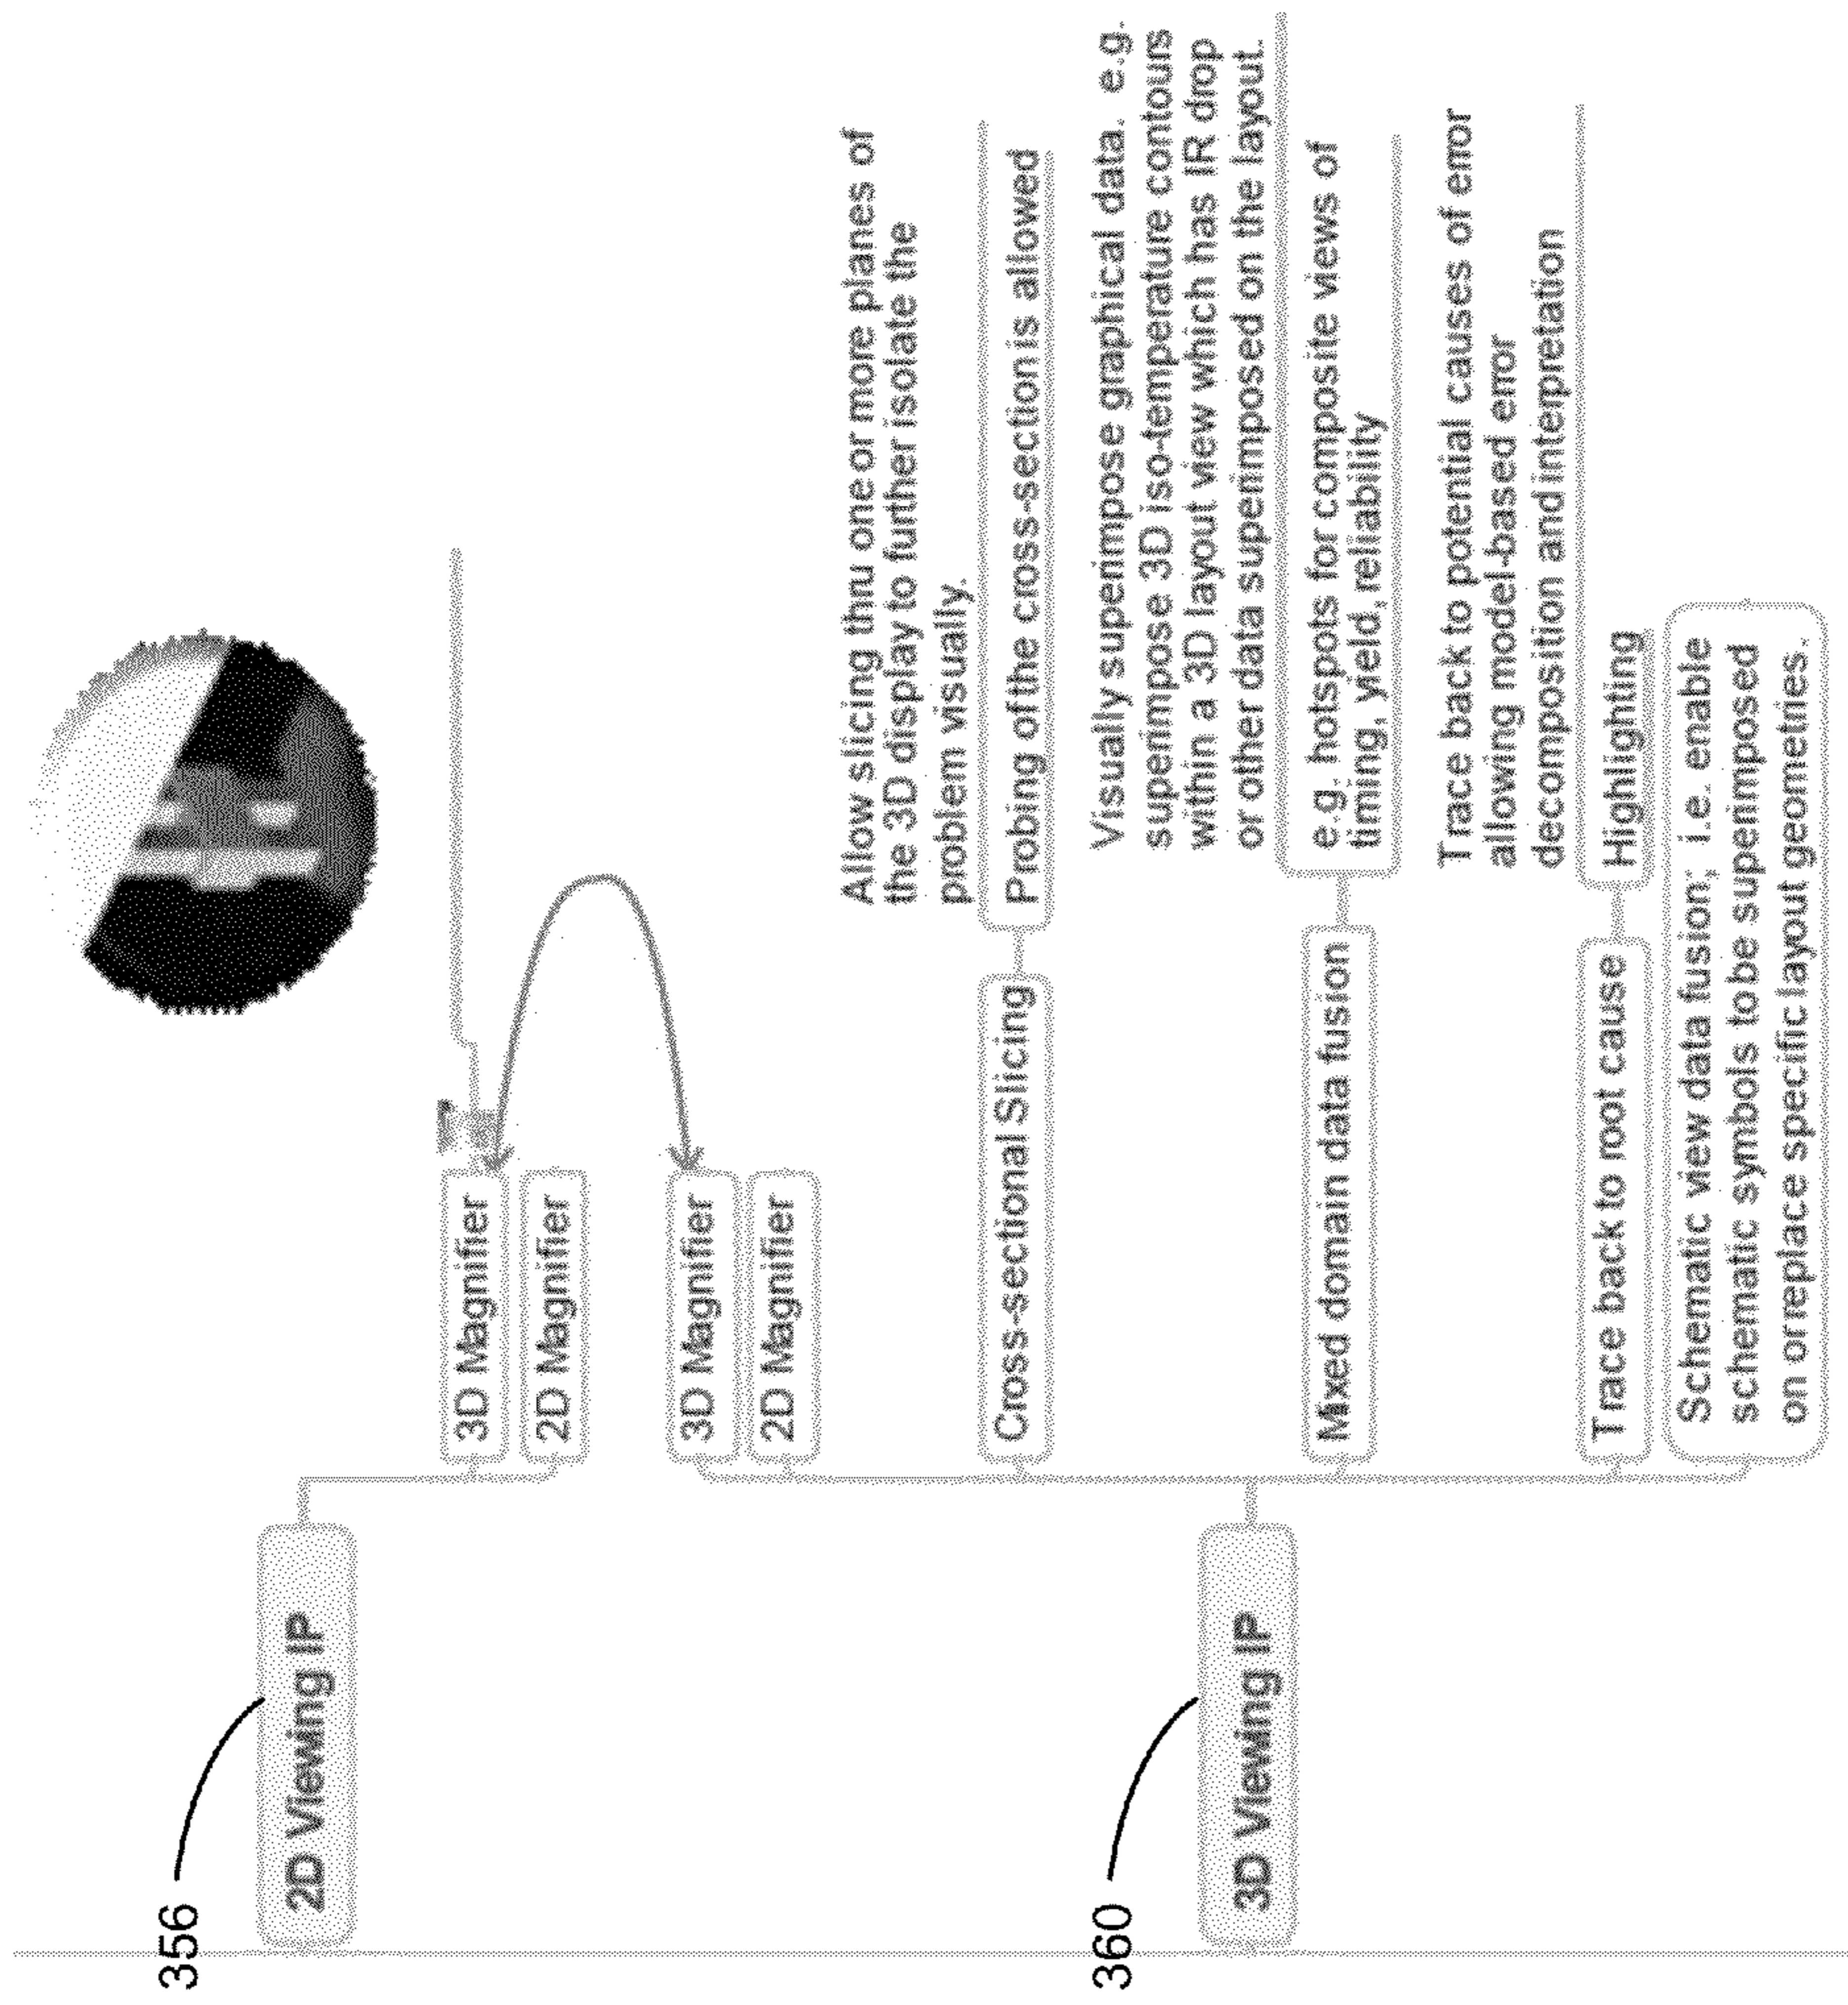 356
2D Viewing IP
3D Magnifier
2D Magnifier
360
3D Viewing IP
3D Magnifier
2D Magnifier
Cross-sectional Slicing
Allow slicing thru one or more planes of
the 3D display to further isolate the
problem visually.
Probing of the cross-section is allowed
Mixed domain data fusion
Visually superimpose graphical data. e.g.
superimpose 3D iso-temperature contours
within a 3D layout view which has IR drop
or other data superimposed on the layout.
e.g. hotspots for composite views of
timing, yield, reliability
Trace back to root cause
Trace back to potential causes of error
allowing model-based error
decomposition and interpretation
Highlighting
Schematic view data fusion; i.e. enable
schematic symbols to be superimposed
on or replace specific layout geometries.